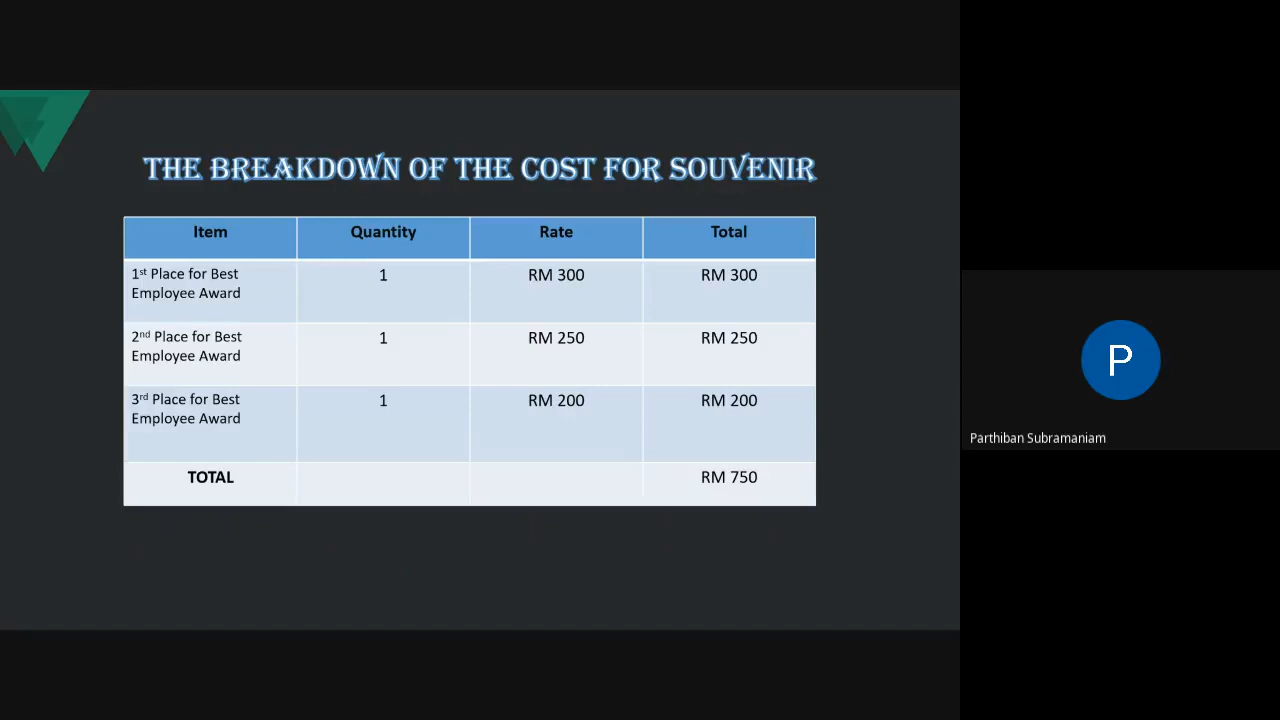 THE BREAKDOWN OF THE COST FOR SOUVENIR
Item Quantity Rate Total
1st Place for Best
Employee Award
1 RM 300 RM 300
2nd Place for Best
Employee Award
1 RM 250 RM 250
3rd Place for Best
Employee Award
1 RM 200 RM 200
TOTAL RM 750
P
Parthiban Subramaniam